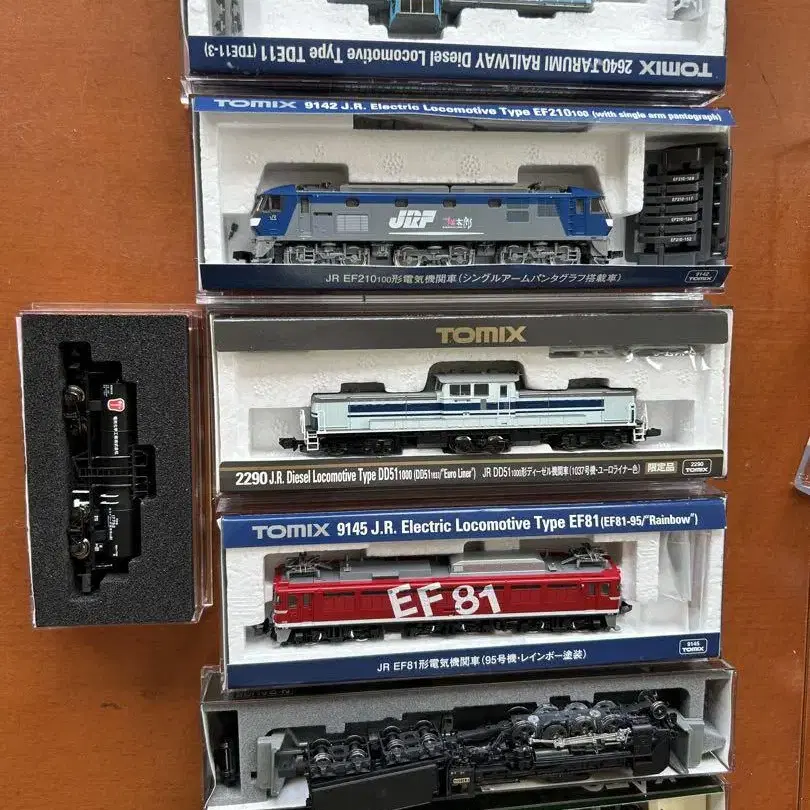 TOMIX 2640 TARUMI RAILWAY Diesel Locomotive Type TDE11 (TDE11-3)
TOMIX 9142 J.R. Electric Locomotive Type EF210100 (with single arm pantograph)
JRF
EF210-117
JR EF210100形電気機関車(シングルアームパンタグラフ搭載車)
9142
TOMIX
TOMIX
2290 J.R. Diesel Locomotive Type DD511000 (DD511037/"Euro Liner") JR DD511000形ディーゼル機関車(1037号機・ユーロライナー色) 限定品
2290
TOMIX
TOMIX 9145 J.R. Electric Locomotive Type EF81 (EF81-95/"Rainbow")
EF81
JR EF81形電気機関車(95号機・レインボー塗装)
9145
TOMIX